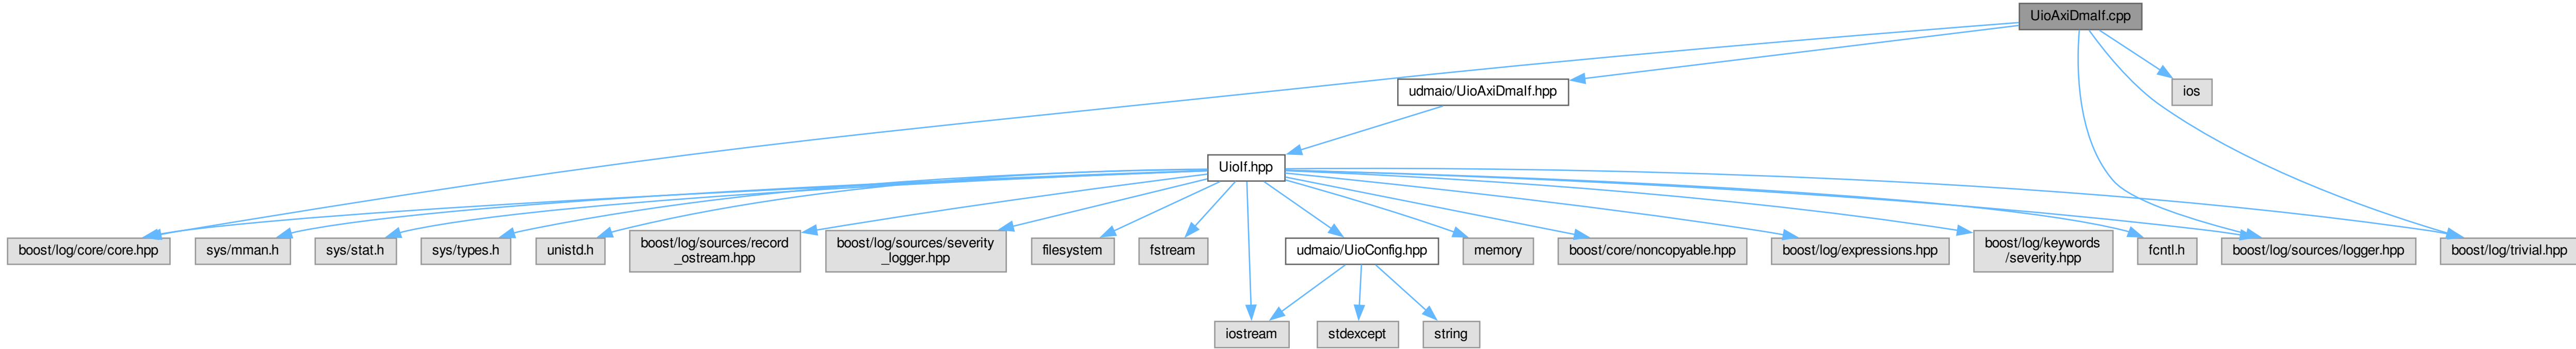 UioAxiDmaIf.cpp
udmaio/UioAxiDmaIf.hpp
ios
UioIf.hpp
boost/log/core/core.hpp
sys/mman.h
sys/stat.h
sys/types.h
unistd.h
boost/log/sources/record
_ostream.hpp
boost/log/sources/severity
_logger.hpp
filesystem
fstream
udmaio/UioConfig.hpp
memory
boost/core/noncopyable.hpp
boost/log/expressions.hpp
boost/log/keywords
/severity.hpp
fcntl.h
boost/log/sources/logger.hpp
boost/log/trivial.hpp
iostream
stdexcept
string